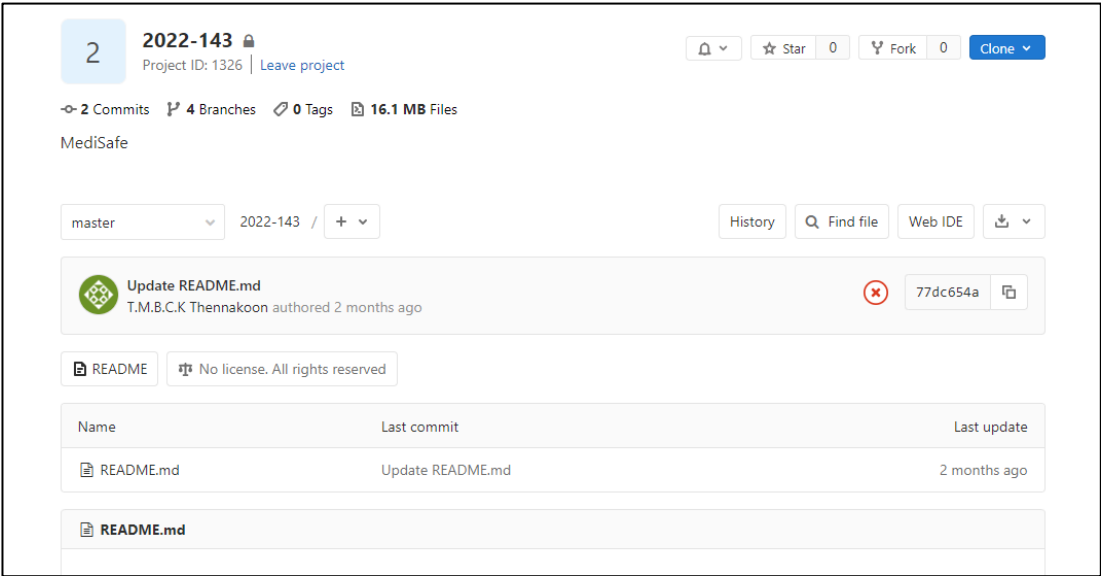 2
2022-143
Project ID: 1326 | Leave project
Star 0 Fork 0 Clone
2 Commits 4 Branches 0 Tags 16.1 MB Files
MediSafe
master 2022-143 / + History Find file Web IDE
Update README.md
T.M.B.C.K Thennakoon authored 2 months ago
77dc654a
README No license. All rights reserved
Name Last commit Last update
README.md Update README.md 2 months ago
README.md